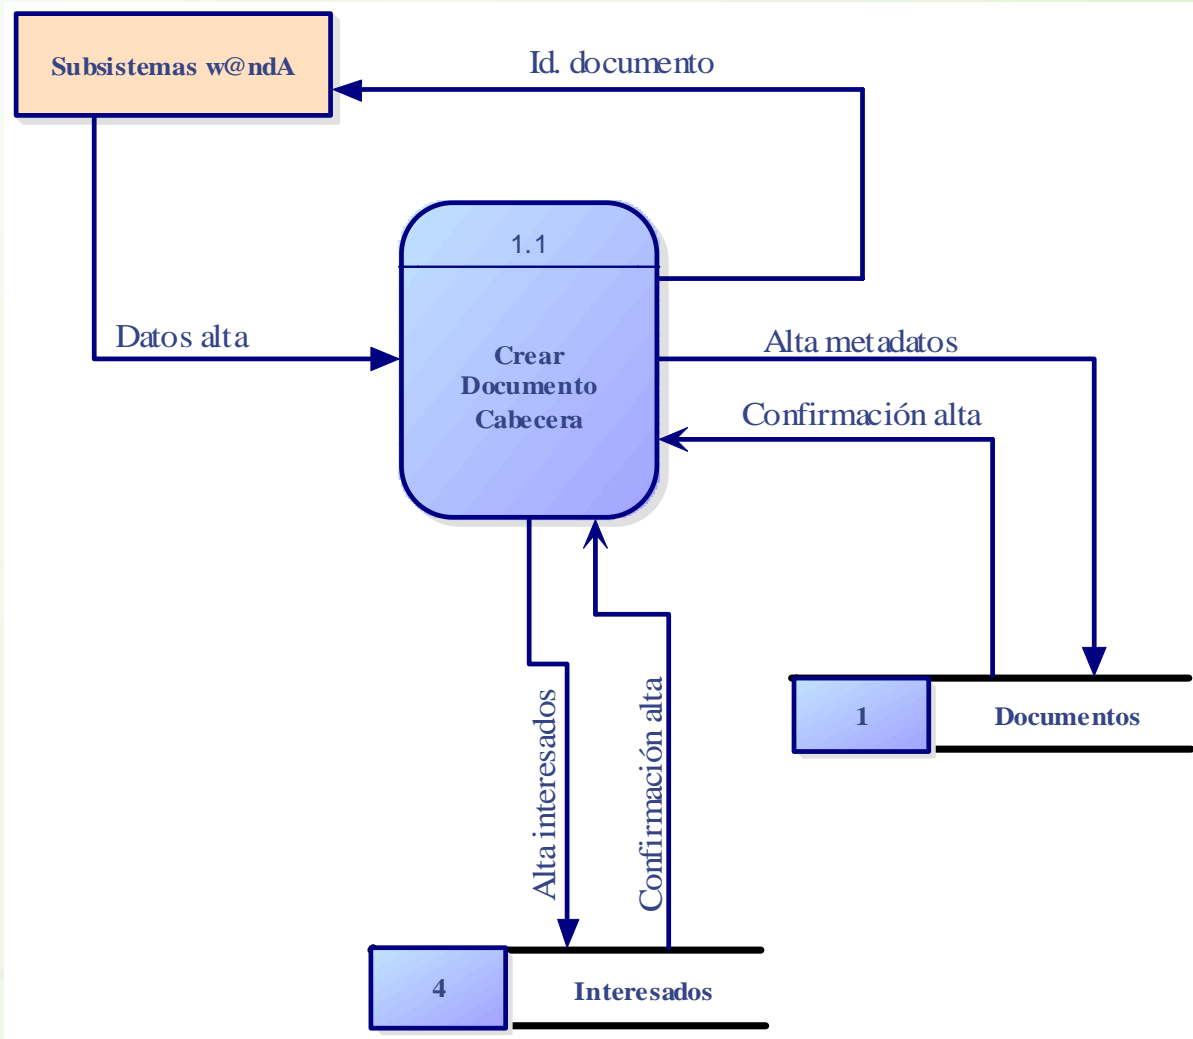 Subsistemas w@ndA
Id. documento
1.1
Datos alta
Crear
Documento
Cabecera
Alta metadatos
Confirmación alta
Alta interesados
Confirmación alta
1
Documentos
4
Interesados